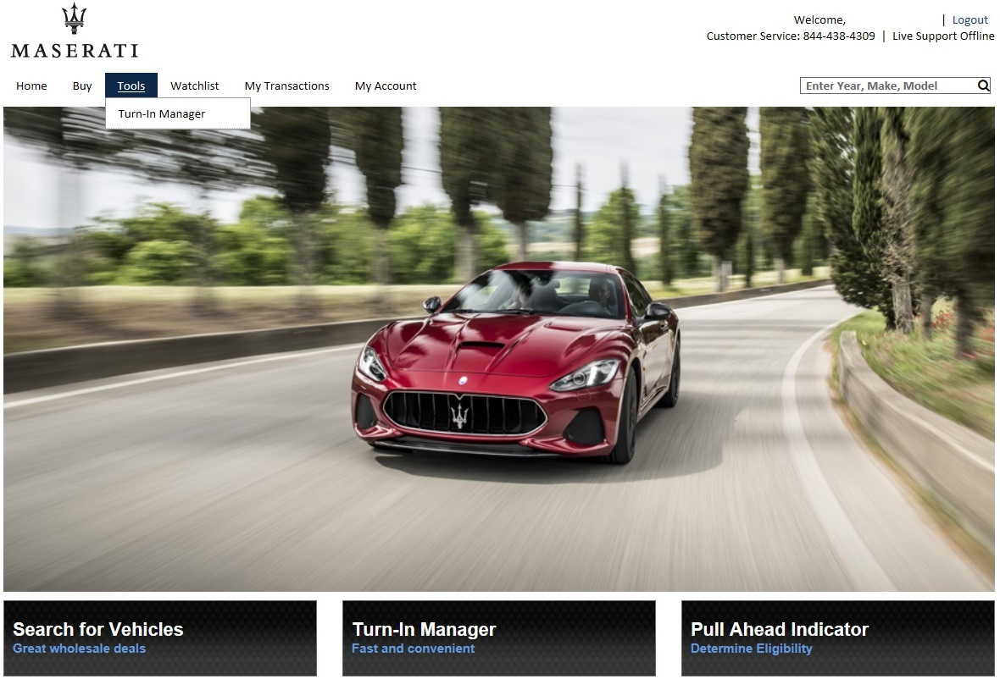 MASERATI
Welcome, | Logout
Customer Service: 844-438-4309 | Live Support Offline
Home Buy Tools Watchlist My Transactions My Account
Enter Year, Make, Model
Turn-In Manager
Search for Vehicles
Great wholesale deals
Turn-In Manager
Fast and convenient
Pull Ahead Indicator
Determine Eligibility